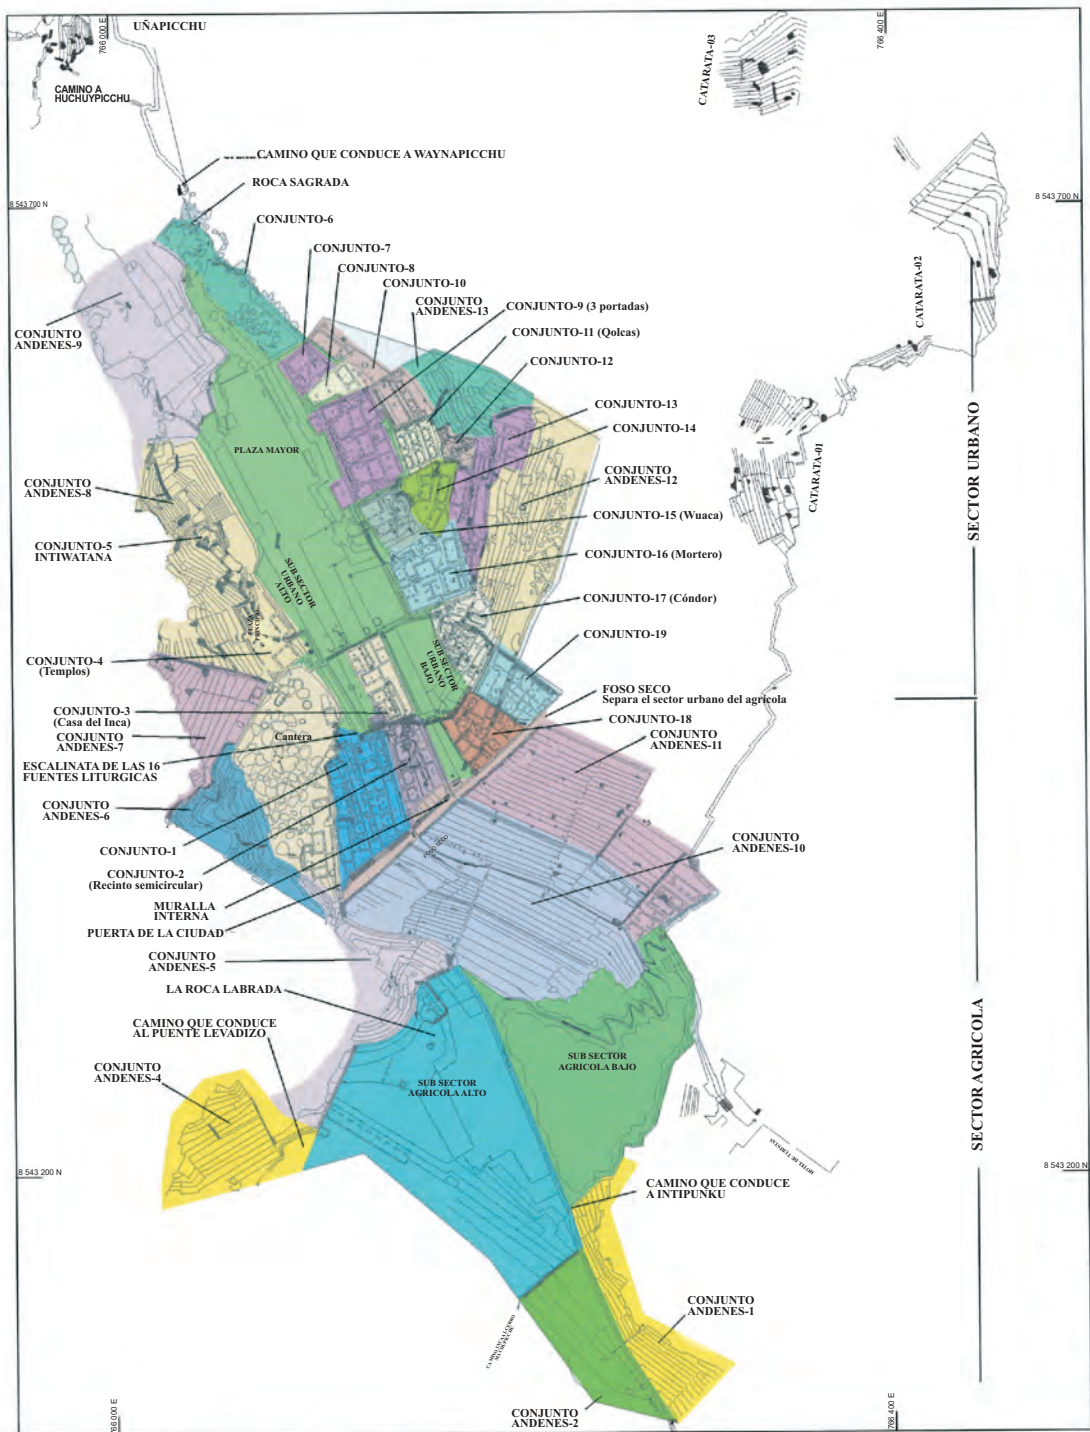 UÑAPICCHU
766 000 E
766 400 E
CATARATA-03
CAMINO A
HUCHUYPICCHU
CAMINO QUE CONDUCE A WAYNAPICCHU
ROCA SAGRADA
8 543 700 N
8 543 700 N
CONJUNTO-6
CONJUNTO-7
CONJUNTO-8
CONJUNTO-10
CONJUNTO
ANDENES-13
CONJUNTO-9 (3 portadas)
CATARATA-02
CONJUNTO
ANDENES-9
CONJUNTO-11 (Qolcas)
CONJUNTO-12
CONJUNTO-13
CONJUNTO-14
SECTOR URBANO
PLAZA MAYOR
CATARATA-01
CONJUNTO
ANDENES-8
CONJUNTO
ANDENES-12
CONJUNTO-15 (Wuaca)
CONJUNTO-5
INTIWATANA
CONJUNTO-16 (Mortero)
SUB SECTOR
URBANO
ALTO
CONJUNTO-17 (Cóndor)
PLAZA
PRINCIPAL
CONJUNTO-19
SUB SECTOR
URBANO
BAJO
CONJUNTO-4
(Templos)
FOSO SECO
Separa el sector urbano del agrícola
CONJUNTO-3
(Casa del Inca)
CONJUNTO-18
CONJUNTO
ANDENES-7
Cantera
CONJUNTO
ANDENES-11
ESCALINATA DE LAS 16
FUENTES LITURGICAS
CONJUNTO
ANDENES-6
CONJUNTO
ANDENES-10
FOSO SECO
CONJUNTO-1
CONJUNTO-2
(Recinto semicircular)
MURALLA
INTERNA
PUERTA DE LA CIUDAD
CONJUNTO
ANDENES-5
LA ROCA LABRADA
CAMINO QUE CONDUCE
AL PUENTE LEVADIZO
SECTOR AGRICOLA
CONJUNTO
ANDENES-4
SUB SECTOR
AGRICOLA BAJO
SUB SECTOR
AGRICOLA ALTO
HOTEL DE TURISTAS
8 543 200 N
8 543 200 N
CAMINO QUE CONDUCE
A INTIPUNKU
CONJUNTO
ANDENES-1
CONJUNTO
ANDENES-2
766 000 E
766 400 E